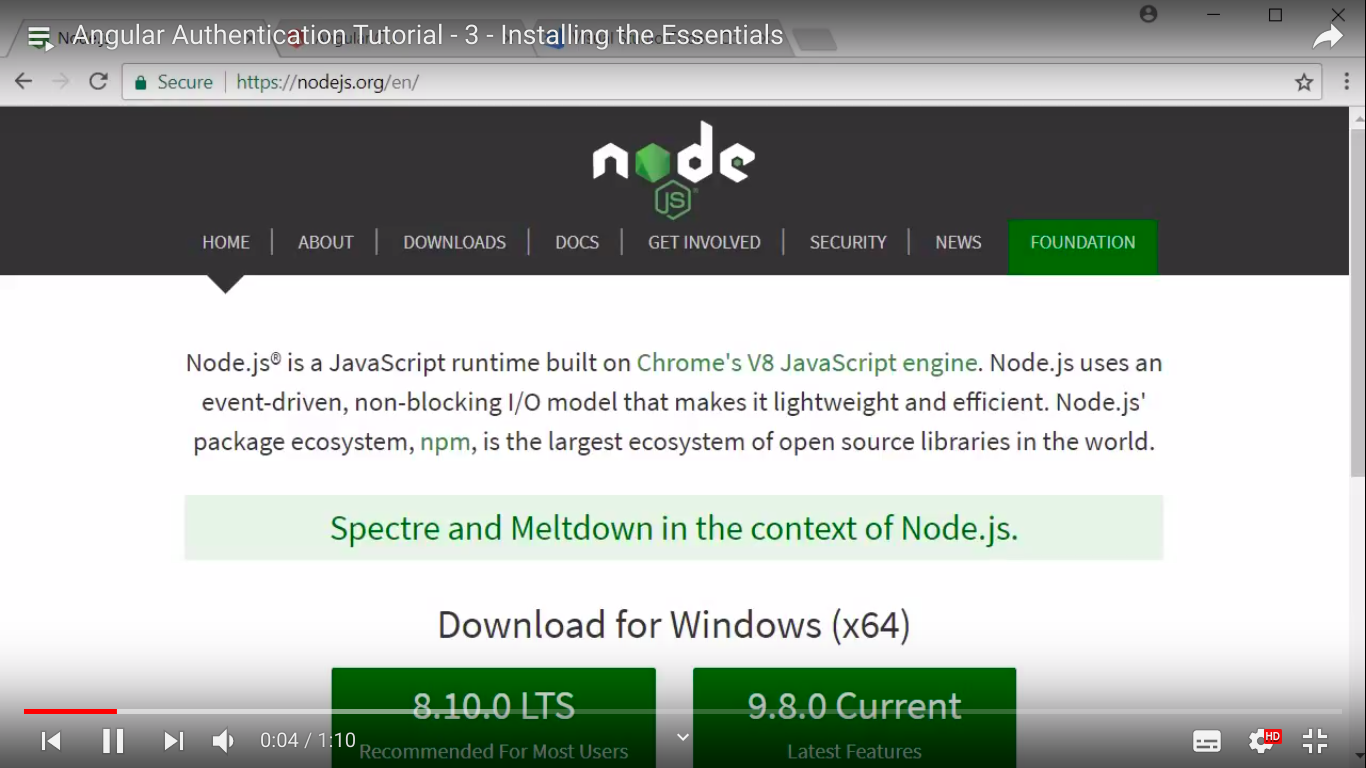 Angular Authentication Tutorial - 3 - Installing the Essentials
Secure
https://nodejs.org/en/
node
JS
HOME
ABOUT
DOWNLOADS
DOCS
GET INVOLVED
SECURITY
NEWS
FOUNDATION
Node.js® is a JavaScript runtime built on Chrome's V8 JavaScript engine. Node.js uses an
event-driven, non-blocking I/O model that makes it lightweight and efficient. Node.js'
package ecosystem, npm, is the largest ecosystem of open source libraries in the world.
Spectre and Meltdown in the context of Node.js.
Download for Windows (x64)
8.10.0 LTS
9.8.0 Current
0:04 / 1:10
Recommended For Most Users
Latest Features
HD